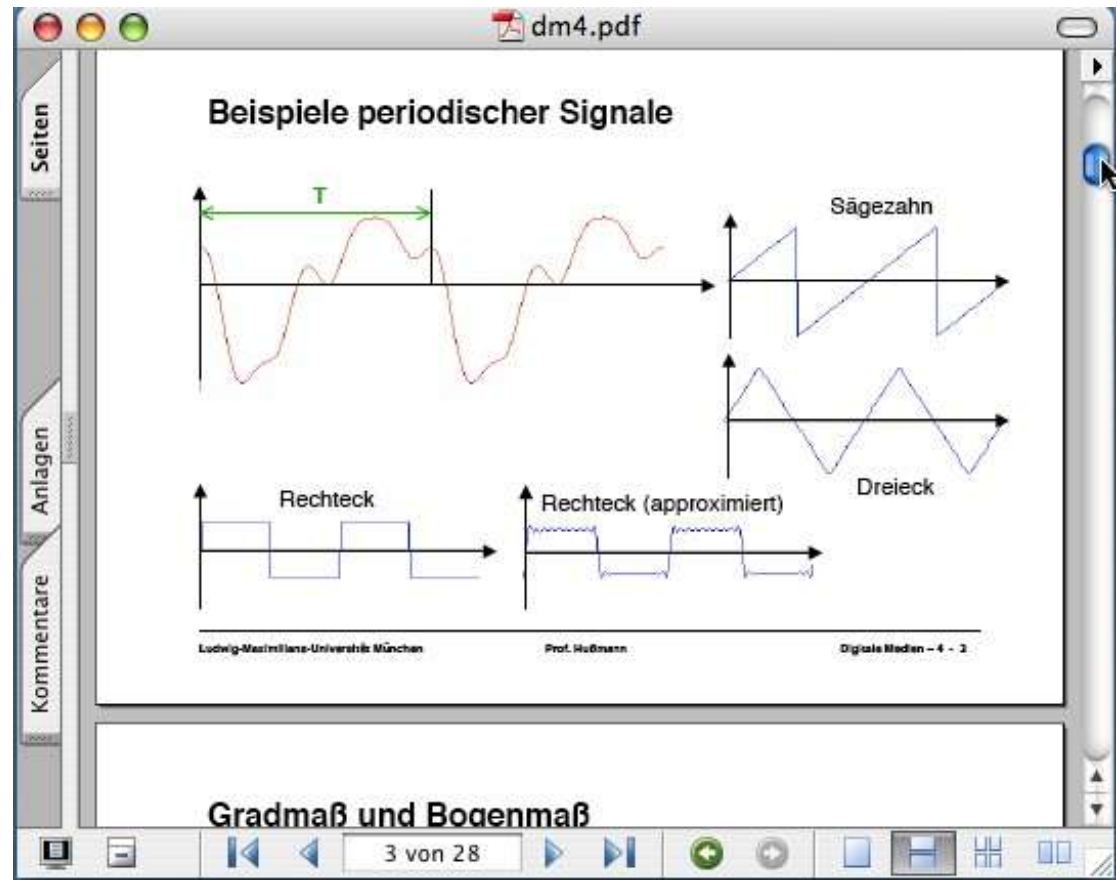 dm4.pdf
Seiten
Anlagen
Kommentare
Beispiele periodischer Signale
T
Sägezahn
Dreieck
Rechteck
Rechteck (approximiert)
Ludwig-Maximilians-Universität München
Prof. Hußmann
Digitale Medien – 4 - 3
Gradmaß und Bogenmaß
3 von 28